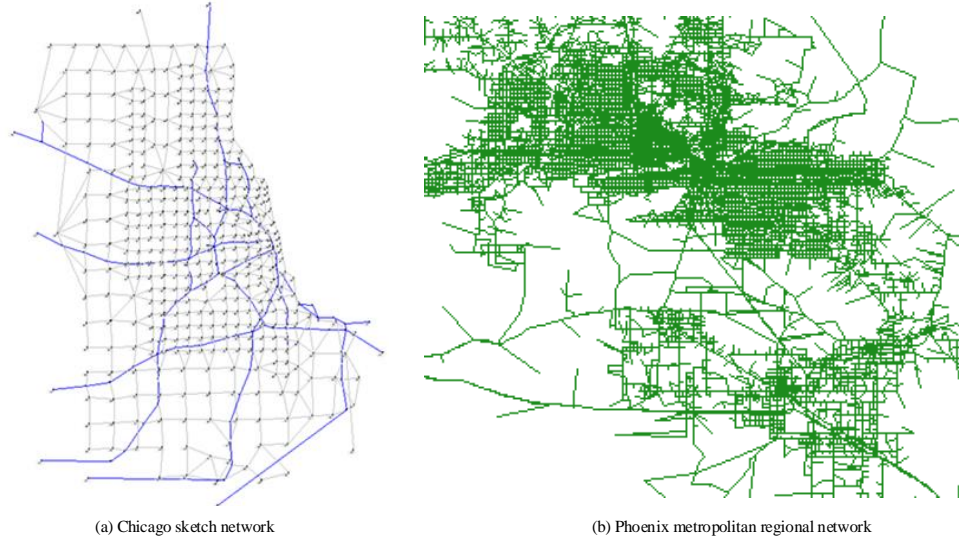 (a) Chicago sketch network
(b) Phoenix metropolitan regional network